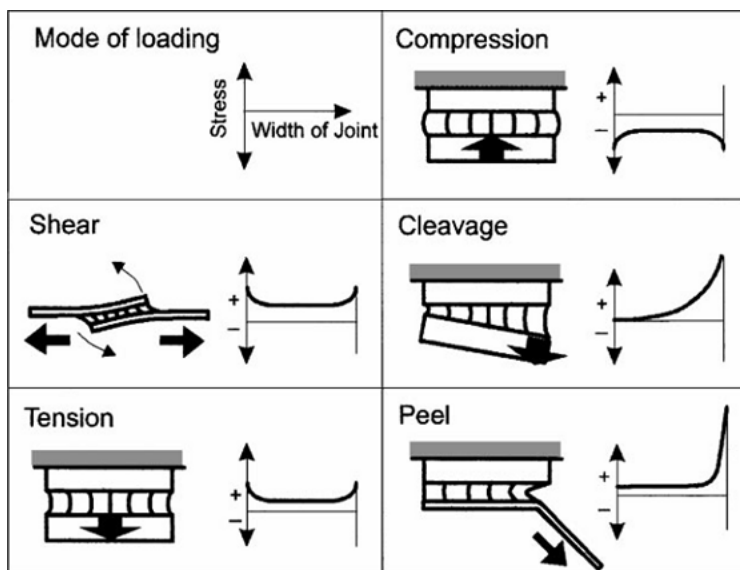 Mode of loading
Stress
Width of Joint
Compression
+
−
Shear
+
−
Cleavage
+
−
Tension
+
−
Peel
+
−